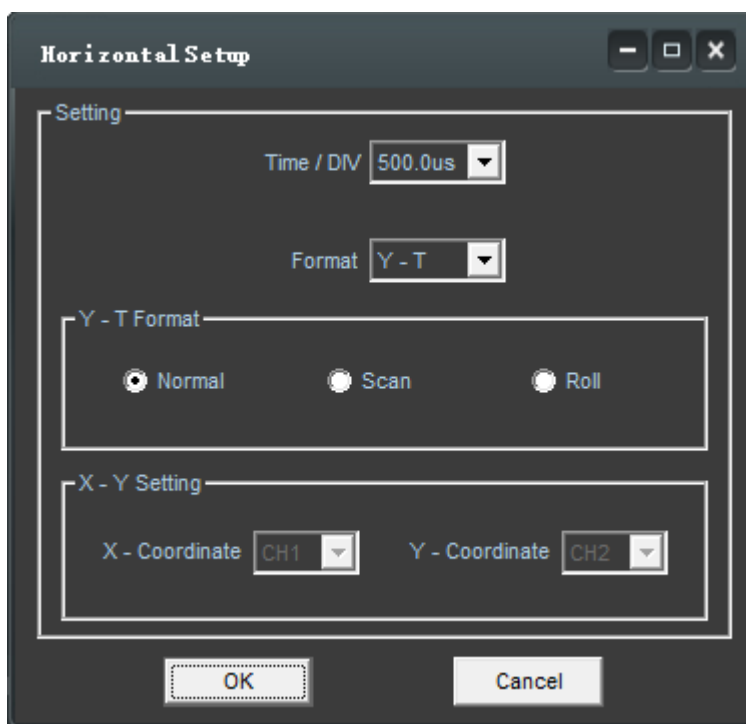 Horizontal Setup
Setting
Time / DIV 500.0us
Format Y - T
Y - T Format
Normal Scan Roll
X - Y Setting
X - Coordinate CH1 Y - Coordinate CH2
OK Cancel